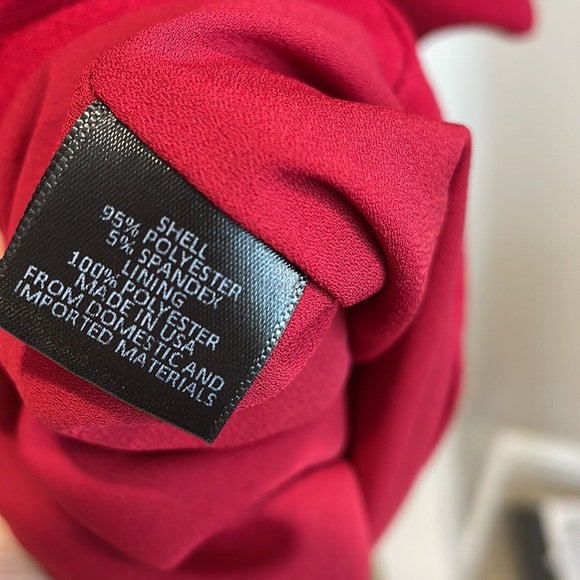 SHELL
95% POLYESTER
5% SPANDEX
LINING
100% POLYESTER
MADE IN USA
FROM DOMESTIC AND
IMPORTED MATERIALS